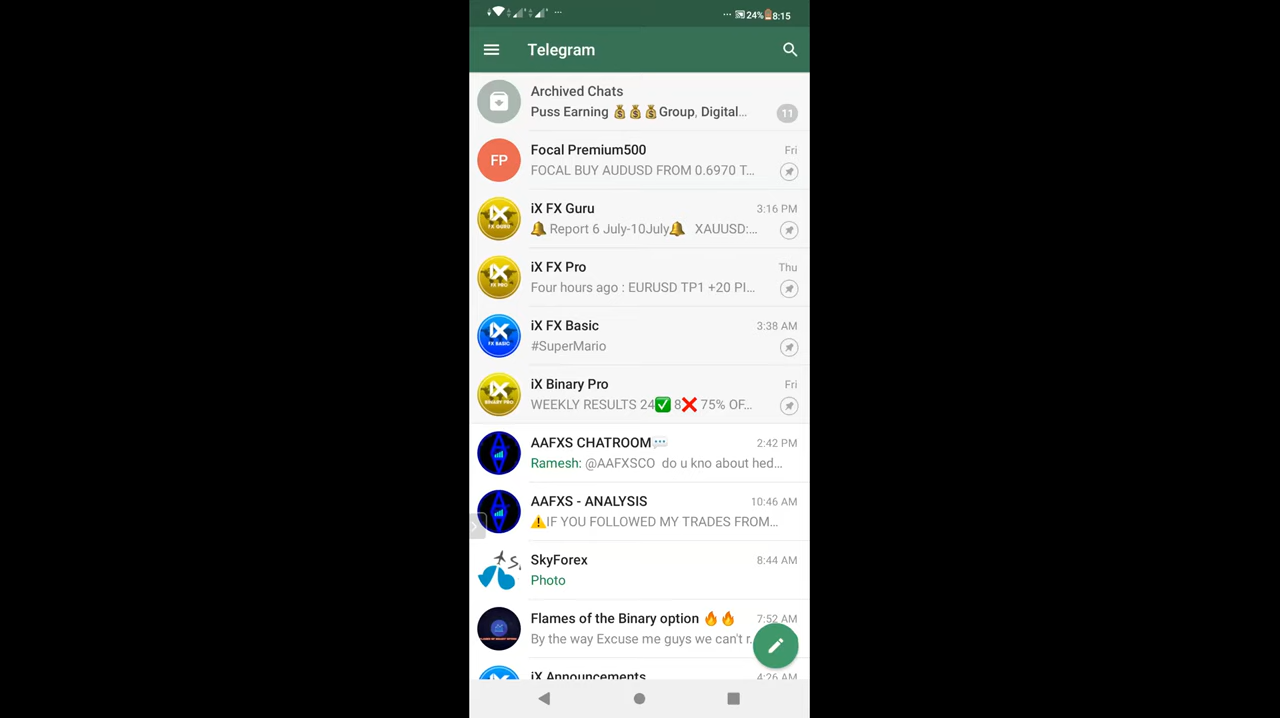 24% 8:15
Telegram
Archived Chats
Puss Earning 💰💰💰Group, Digital…
11
Focal Premium500
Fri
FP
FOCAL BUY AUDUSD FROM 0.6970 T…
iX FX Guru
3:16 PM
🔔 Report 6 July-10July🔔 XAUUSD:…
iX FX Pro
Thu
Four hours ago : EURUSD TP1 +20 PI…
iX FX Basic
3:38 AM
#SuperMario
iX Binary Pro
Fri
WEEKLY RESULTS 24✅ 8❌ 75% OF…
AAFXS CHATROOM💬
2:42 PM
Ramesh: @AAFXSCO do u kno about hed…
AAFXS - ANALYSIS
10:46 AM
⚠️IF YOU FOLLOWED MY TRADES FROM…
SkyForex
8:44 AM
Photo
Flames of the Binary option 🔥🔥
7:52 AM
By the way Excuse me guys we can't r…
iX Announcements
4:26 AM